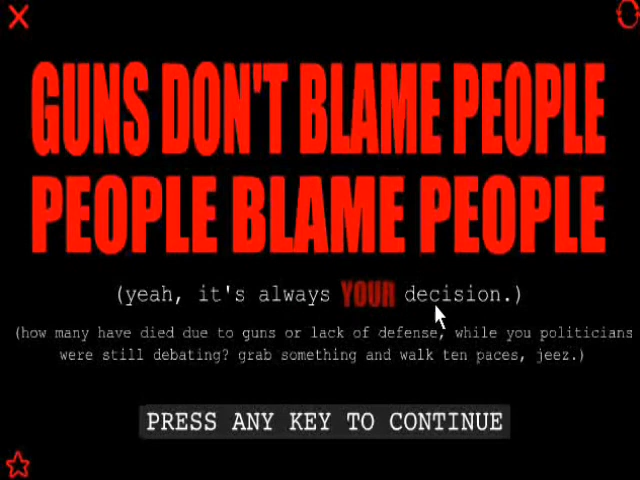 GUNS DON'T BLAME PEOPLE
PEOPLE BLAME PEOPLE
(yeah, it's always YOUR decision.)
(how many have died due to guns or lack of defense, while you politicians
were still debating? grab something and walk ten paces, jeez.)
PRESS ANY KEY TO CONTINUE